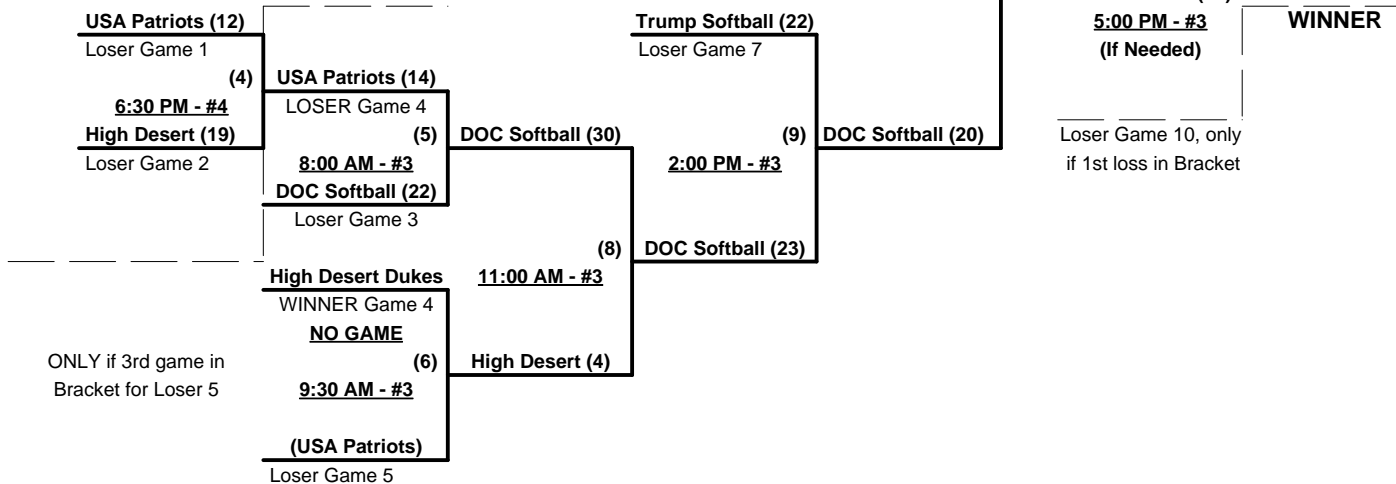 USA Patriots (12)
Loser Game 1
(4)
6:30 PM - #4
High Desert (19)
Loser Game 2
USA Patriots (14)
LOSER Game 4
(5)
8:00 AM - #3
DOC Softball (22)
Loser Game 3
High Desert Dukes
WINNER Game 4
NO GAME
(6)
9:30 AM - #3
(USA Patriots)
Loser Game 5
ONLY if 3rd game in
Bracket for Loser 5
DOC Softball (30)
(8)
11:00 AM - #3
High Desert (4)
Trump Softball (22)
Loser Game 7
(9)
2:00 PM - #3
DOC Softball (23)
DOC Softball (20)
5:00 PM - #3
(If Needed)
WINNER
Loser Game 10, only
if 1st loss in Bracket